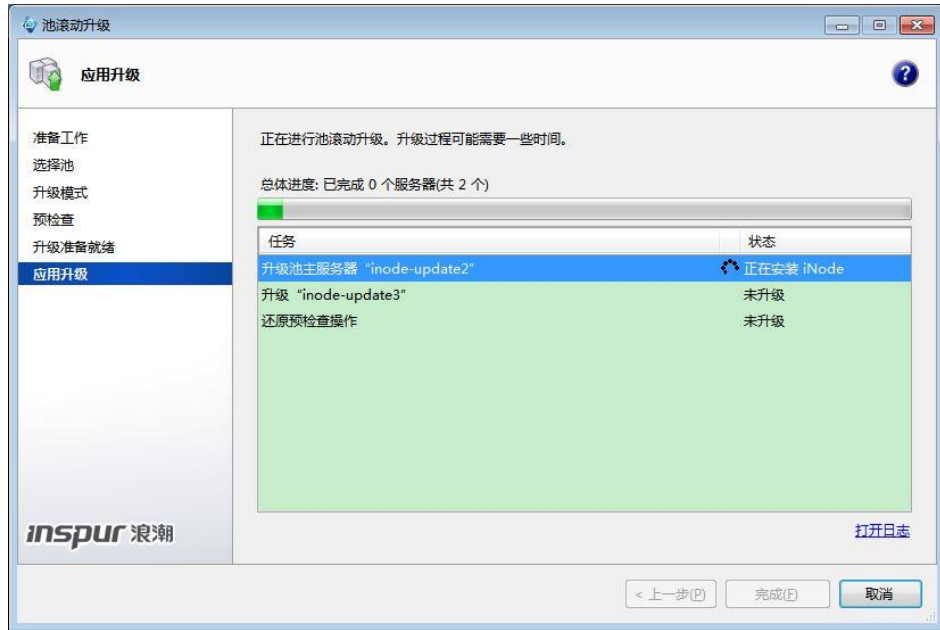 池滚动升级
应用升级
?
准备工作
选择池
升级模式
预检查
升级准备就绪
应用升级
正在进行池滚动升级。升级过程可能需要一些时间。
总体进度: 已完成 0 个服务器(共 2 个)
任务 状态
升级池主服务器“inode-update2” 正在安装 iNode
升级“inode-update3” 未升级
还原预检查操作 未升级
inspur 浪潮
打开日志
< 上一步(P) 完成(F) 取消